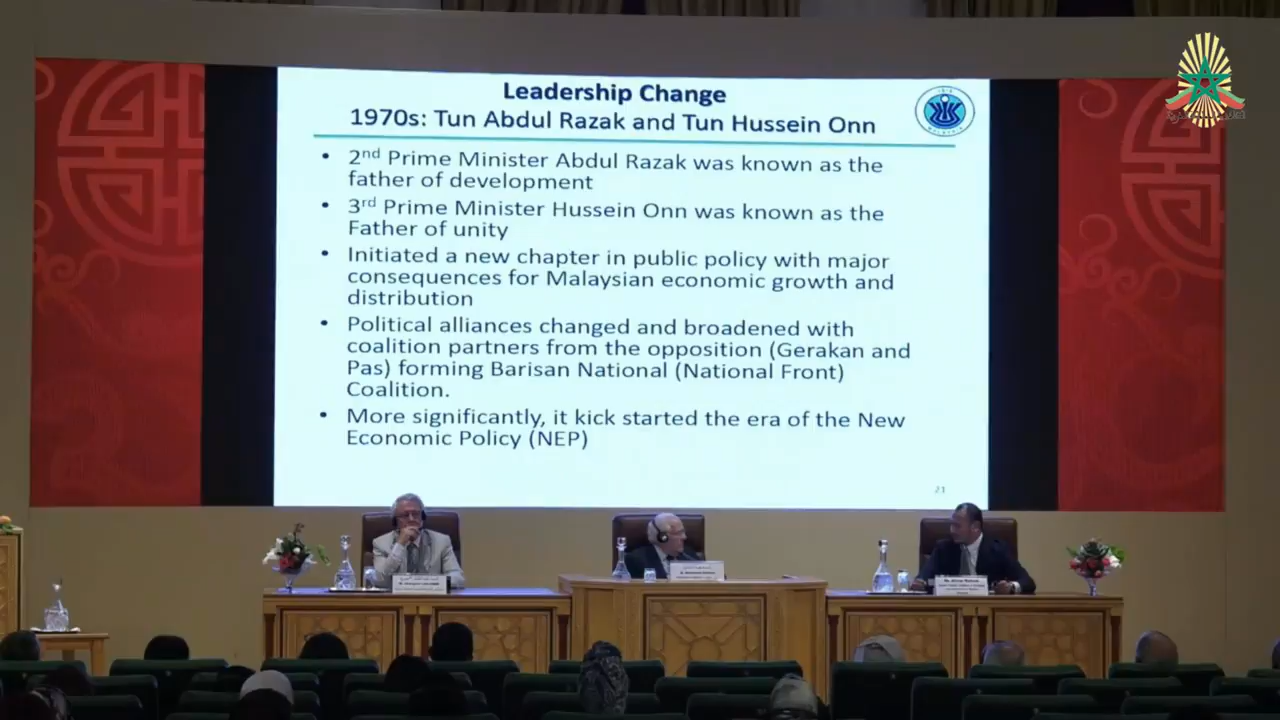 Leadership Change
1970s: Tun Abdul Razak and Tun Hussein Onn
• 2nd Prime Minister Abdul Razak was known as the
father of development
• 3rd Prime Minister Hussein Onn was known as the
Father of unity
• Initiated a new chapter in public policy with major
consequences for Malaysian economic growth and
distribution
• Political alliances changed and broadened with
coalition partners from the opposition (Gerakan and
Pas) forming Barisan National (National Front)
Coalition.
• More significantly, it kick started the era of the New
Economic Policy (NEP)
21